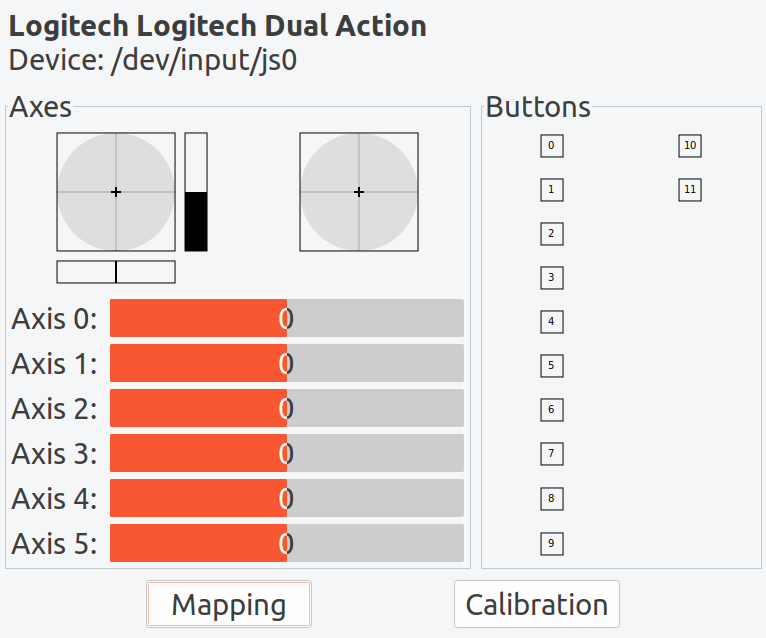 Logitech Logitech Dual Action
Device: /dev/input/js0
Axes
Axis 0: 0
Axis 1: 0
Axis 2: 0
Axis 3: 0
Axis 4: 0
Axis 5: 0
Buttons
0
1
2
3
4
5
6
7
8
9
10
11
Mapping
Calibration